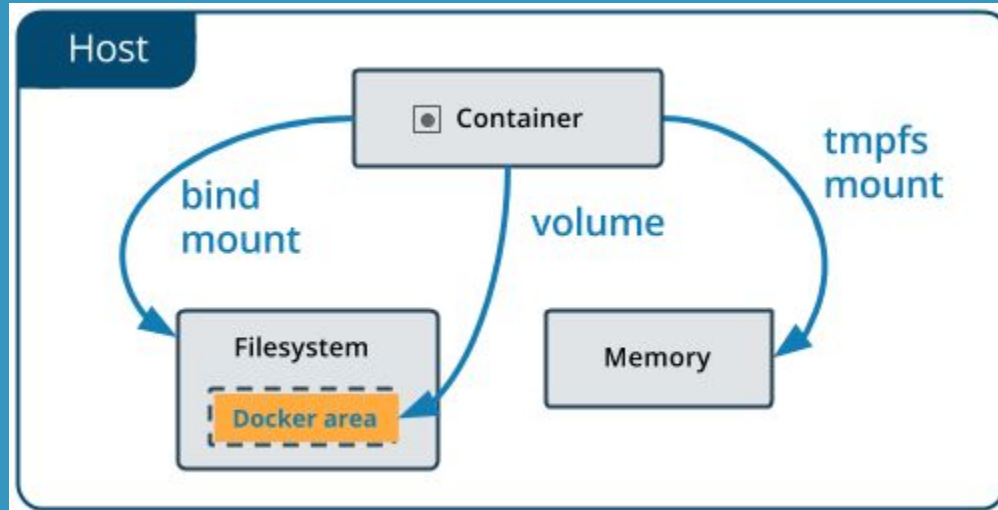 Host
Container
bind
mount
volume
tmpfs
mount
Filesystem
Docker area
Memory